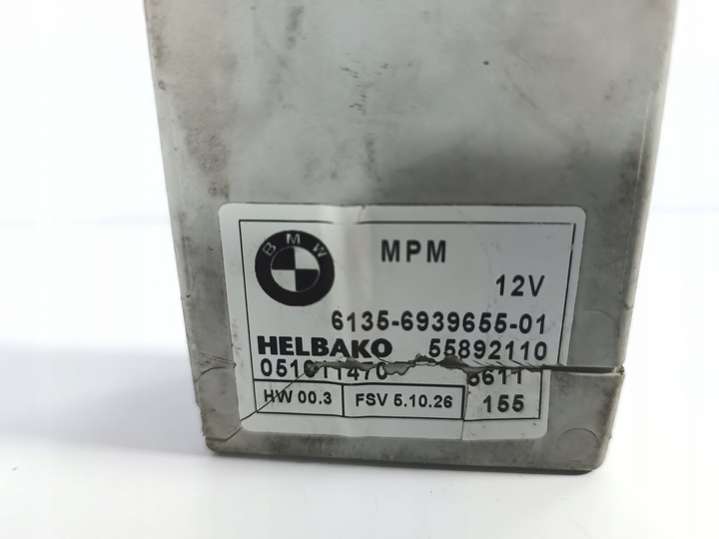 BMW
MPM
12V
6135-6939655-01
HELBAKO 55892110
HW 00.3 FSV 5.10.26 155